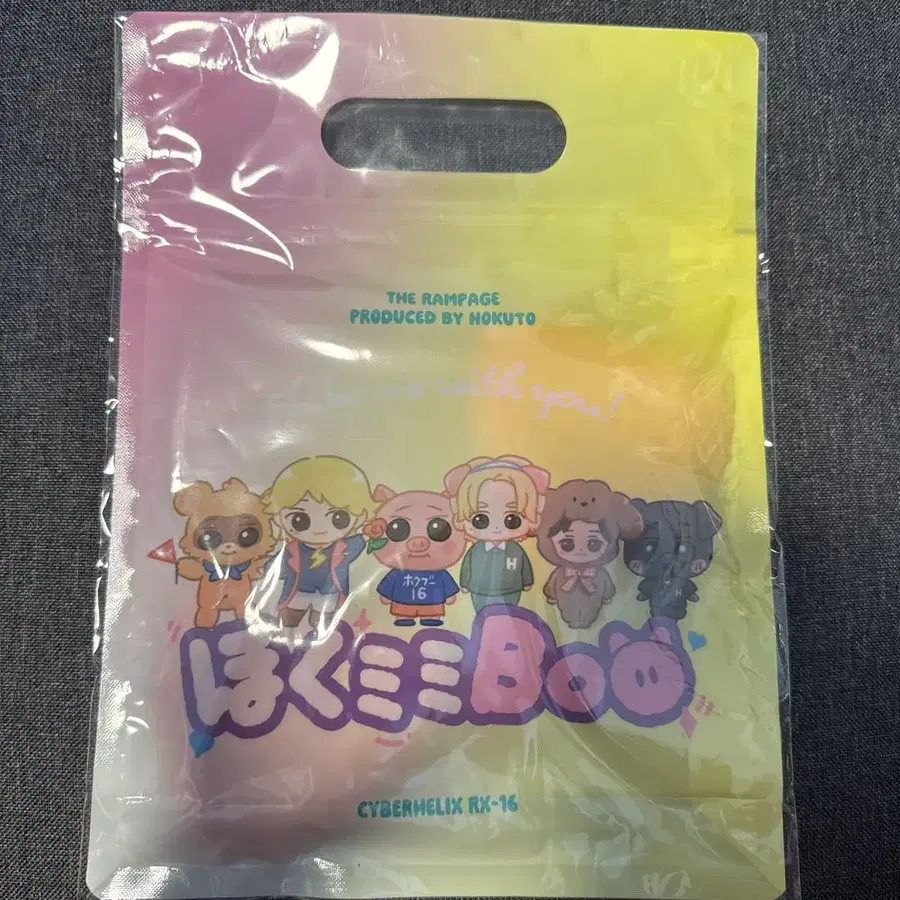 THE RAMPAGE
PRODUCED BY HOKUTO
with you!
ホクブー
16
H
H
ほくミミBoo
CYBERHELIX RX-16